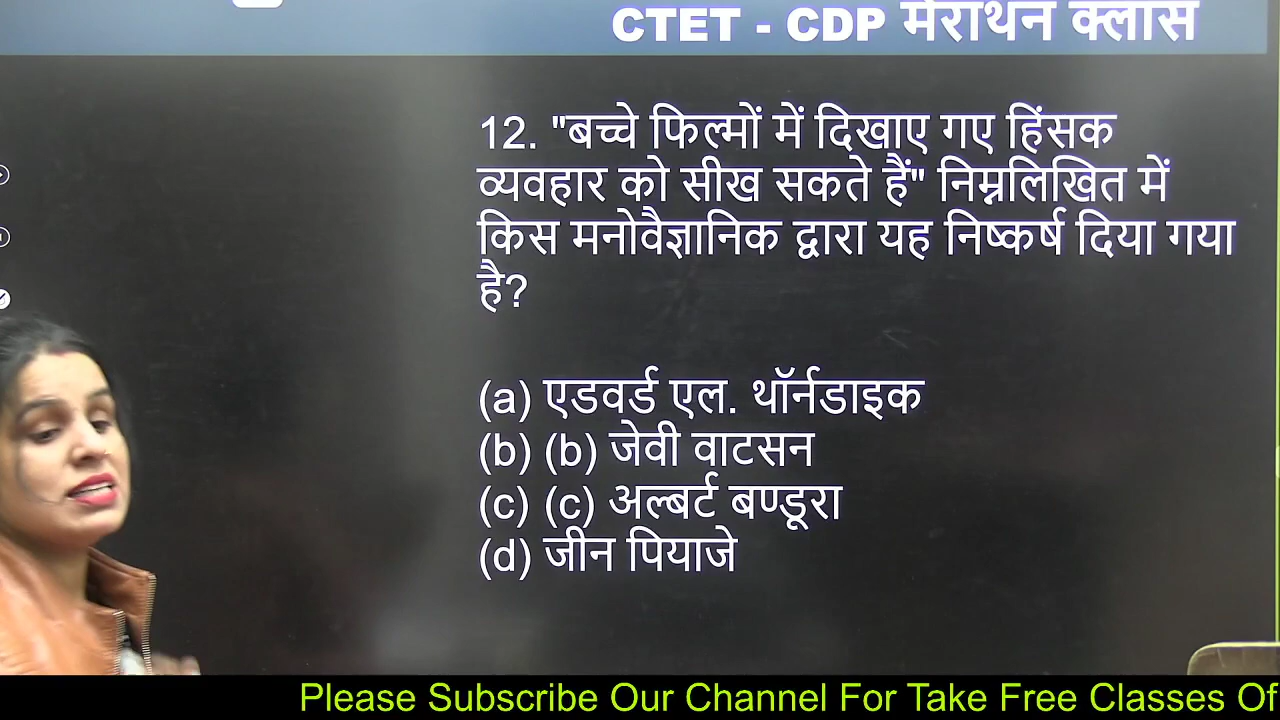 CTET - CDP मैराथन क्लास
12. "बच्चे फिल्मों में दिखाए गए हिंसक
व्यवहार को सीख सकते हैं" निम्नलिखित में
किस मनोवैज्ञानिक द्वारा यह निष्कर्ष दिया गया
है?
(a) एडवर्ड एल. थॉर्नडाइक
(b) (b) जेवी वाटसन
(c) (c) अल्बर्ट बण्डूरा
(d) जीन पियाजे
Please Subscribe Our Channel For Take Free Classes Of